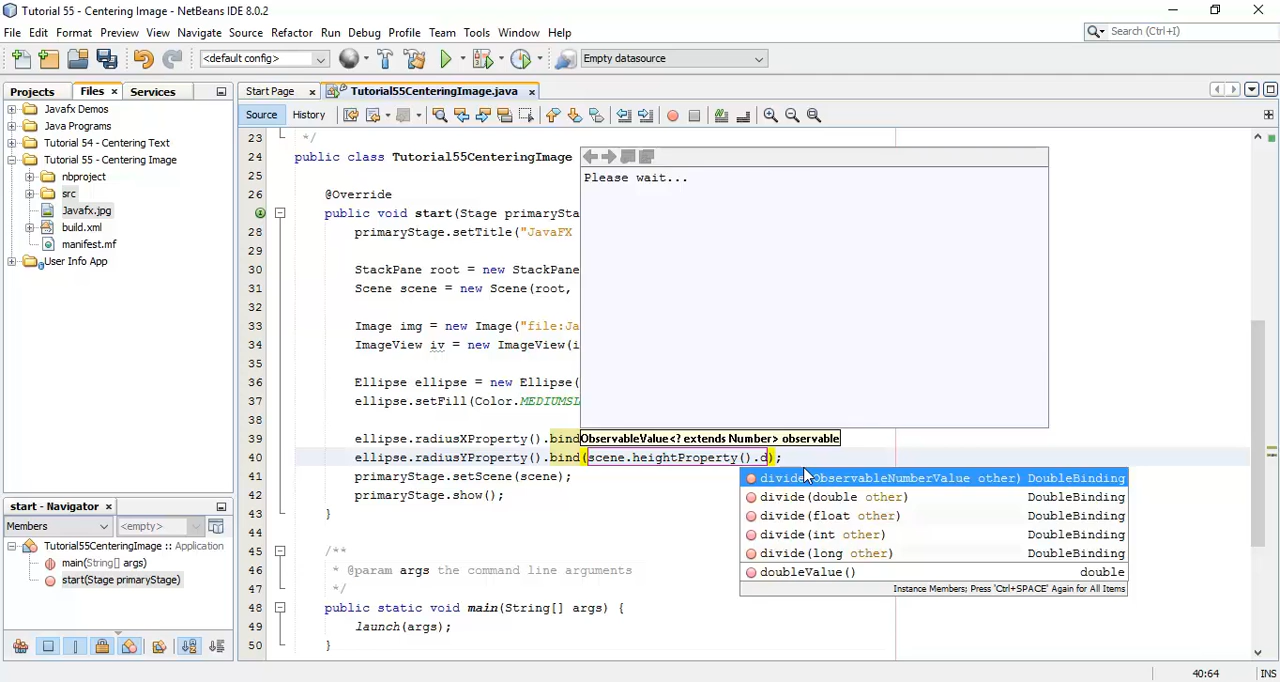 Tutorial 55 - Centering Image - NetBeans IDE 8.0.2
File Edit Format Preview View Navigate Source Refactor Run Debug Profile Team Tools Window Help
Search (Ctrl+I)
<default config>
Empty datasource
Projects
Files
Services
Start Page
Tutorial55CenteringImage.java
Source
History
Javafx Demos
Java Programs
Tutorial 54 - Centering Text
Tutorial 55 - Centering Image
nbproject
src
Javafx.jpg
build.xml
manifest.mf
User Info App
23 */
24 public class Tutorial55CenteringImage
25
26 @Override
public void start(Stage primarySta
28 primaryStage.setTitle("JavaFX
29
30 StackPane root = new StackPane
31 Scene scene = new Scene(root,
32
33 Image img = new Image("file:Ja
34 ImageView iv = new ImageView(i
35
36 Ellipse ellipse = new Ellipse(
37 ellipse.setFill(Color.MEDIUMSL
38
39 ellipse.radiusXProperty().bind
40 ellipse.radiusYProperty().bind(scene.heightProperty().d);
41 primaryStage.setScene(scene);
42 primaryStage.show();
43 }
44
45 /**
46 * @param args the command line arguments
47 */
48 public static void main(String[] args) {
49 launch(args);
50 }
Please wait...
ObservableValue<? extends Number> observable
divide(ObservableNumberValue other) DoubleBinding
divide(double other) DoubleBinding
divide(float other) DoubleBinding
divide(int other) DoubleBinding
divide(long other) DoubleBinding
doubleValue() double
Instance Members; Press 'Ctrl+SPACE' Again for All Items
start - Navigator
Members
<empty>
Tutorial55CenteringImage :: Application
main(String[] args)
start(Stage primaryStage)
40:64
INS